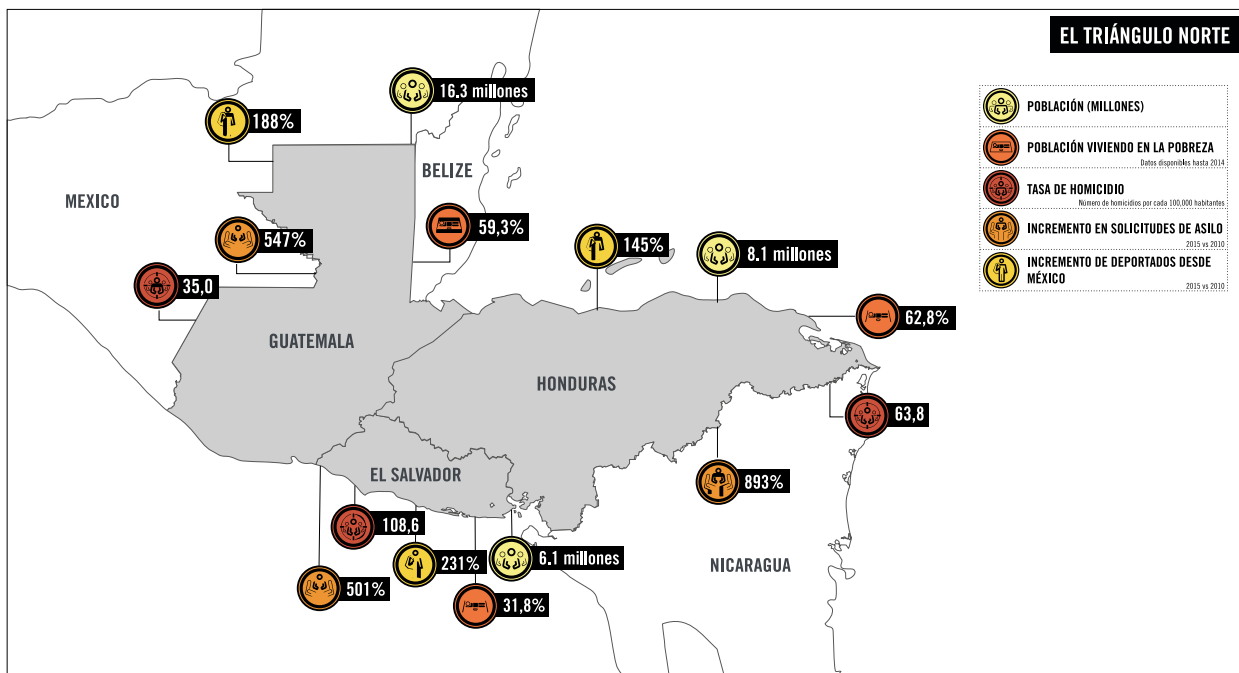 EL TRIÁNGULO NORTE
16.3 millones
188%
BELIZE
MEXICO
547%
59,3%
35,0
145%
8.1 millones
62,8%
GUATEMALA
HONDURAS
63,8
EL SALVADOR
893%
108,6
231%
6.1 millones
501%
31,8%
NICARAGUA
POBLACIÓN (MILLONES)
POBLACIÓN VIVIENDO EN LA POBREZA
Datos disponibles hasta 2014
TASA DE HOMICIDIO
Número de homicidios por cada 100,000 habitantes
INCREMENTO EN SOLICITUDES DE ASILO
2015 vs 2010
INCREMENTO DE DEPORTADOS DESDE
MÉXICO
2015 vs 2010